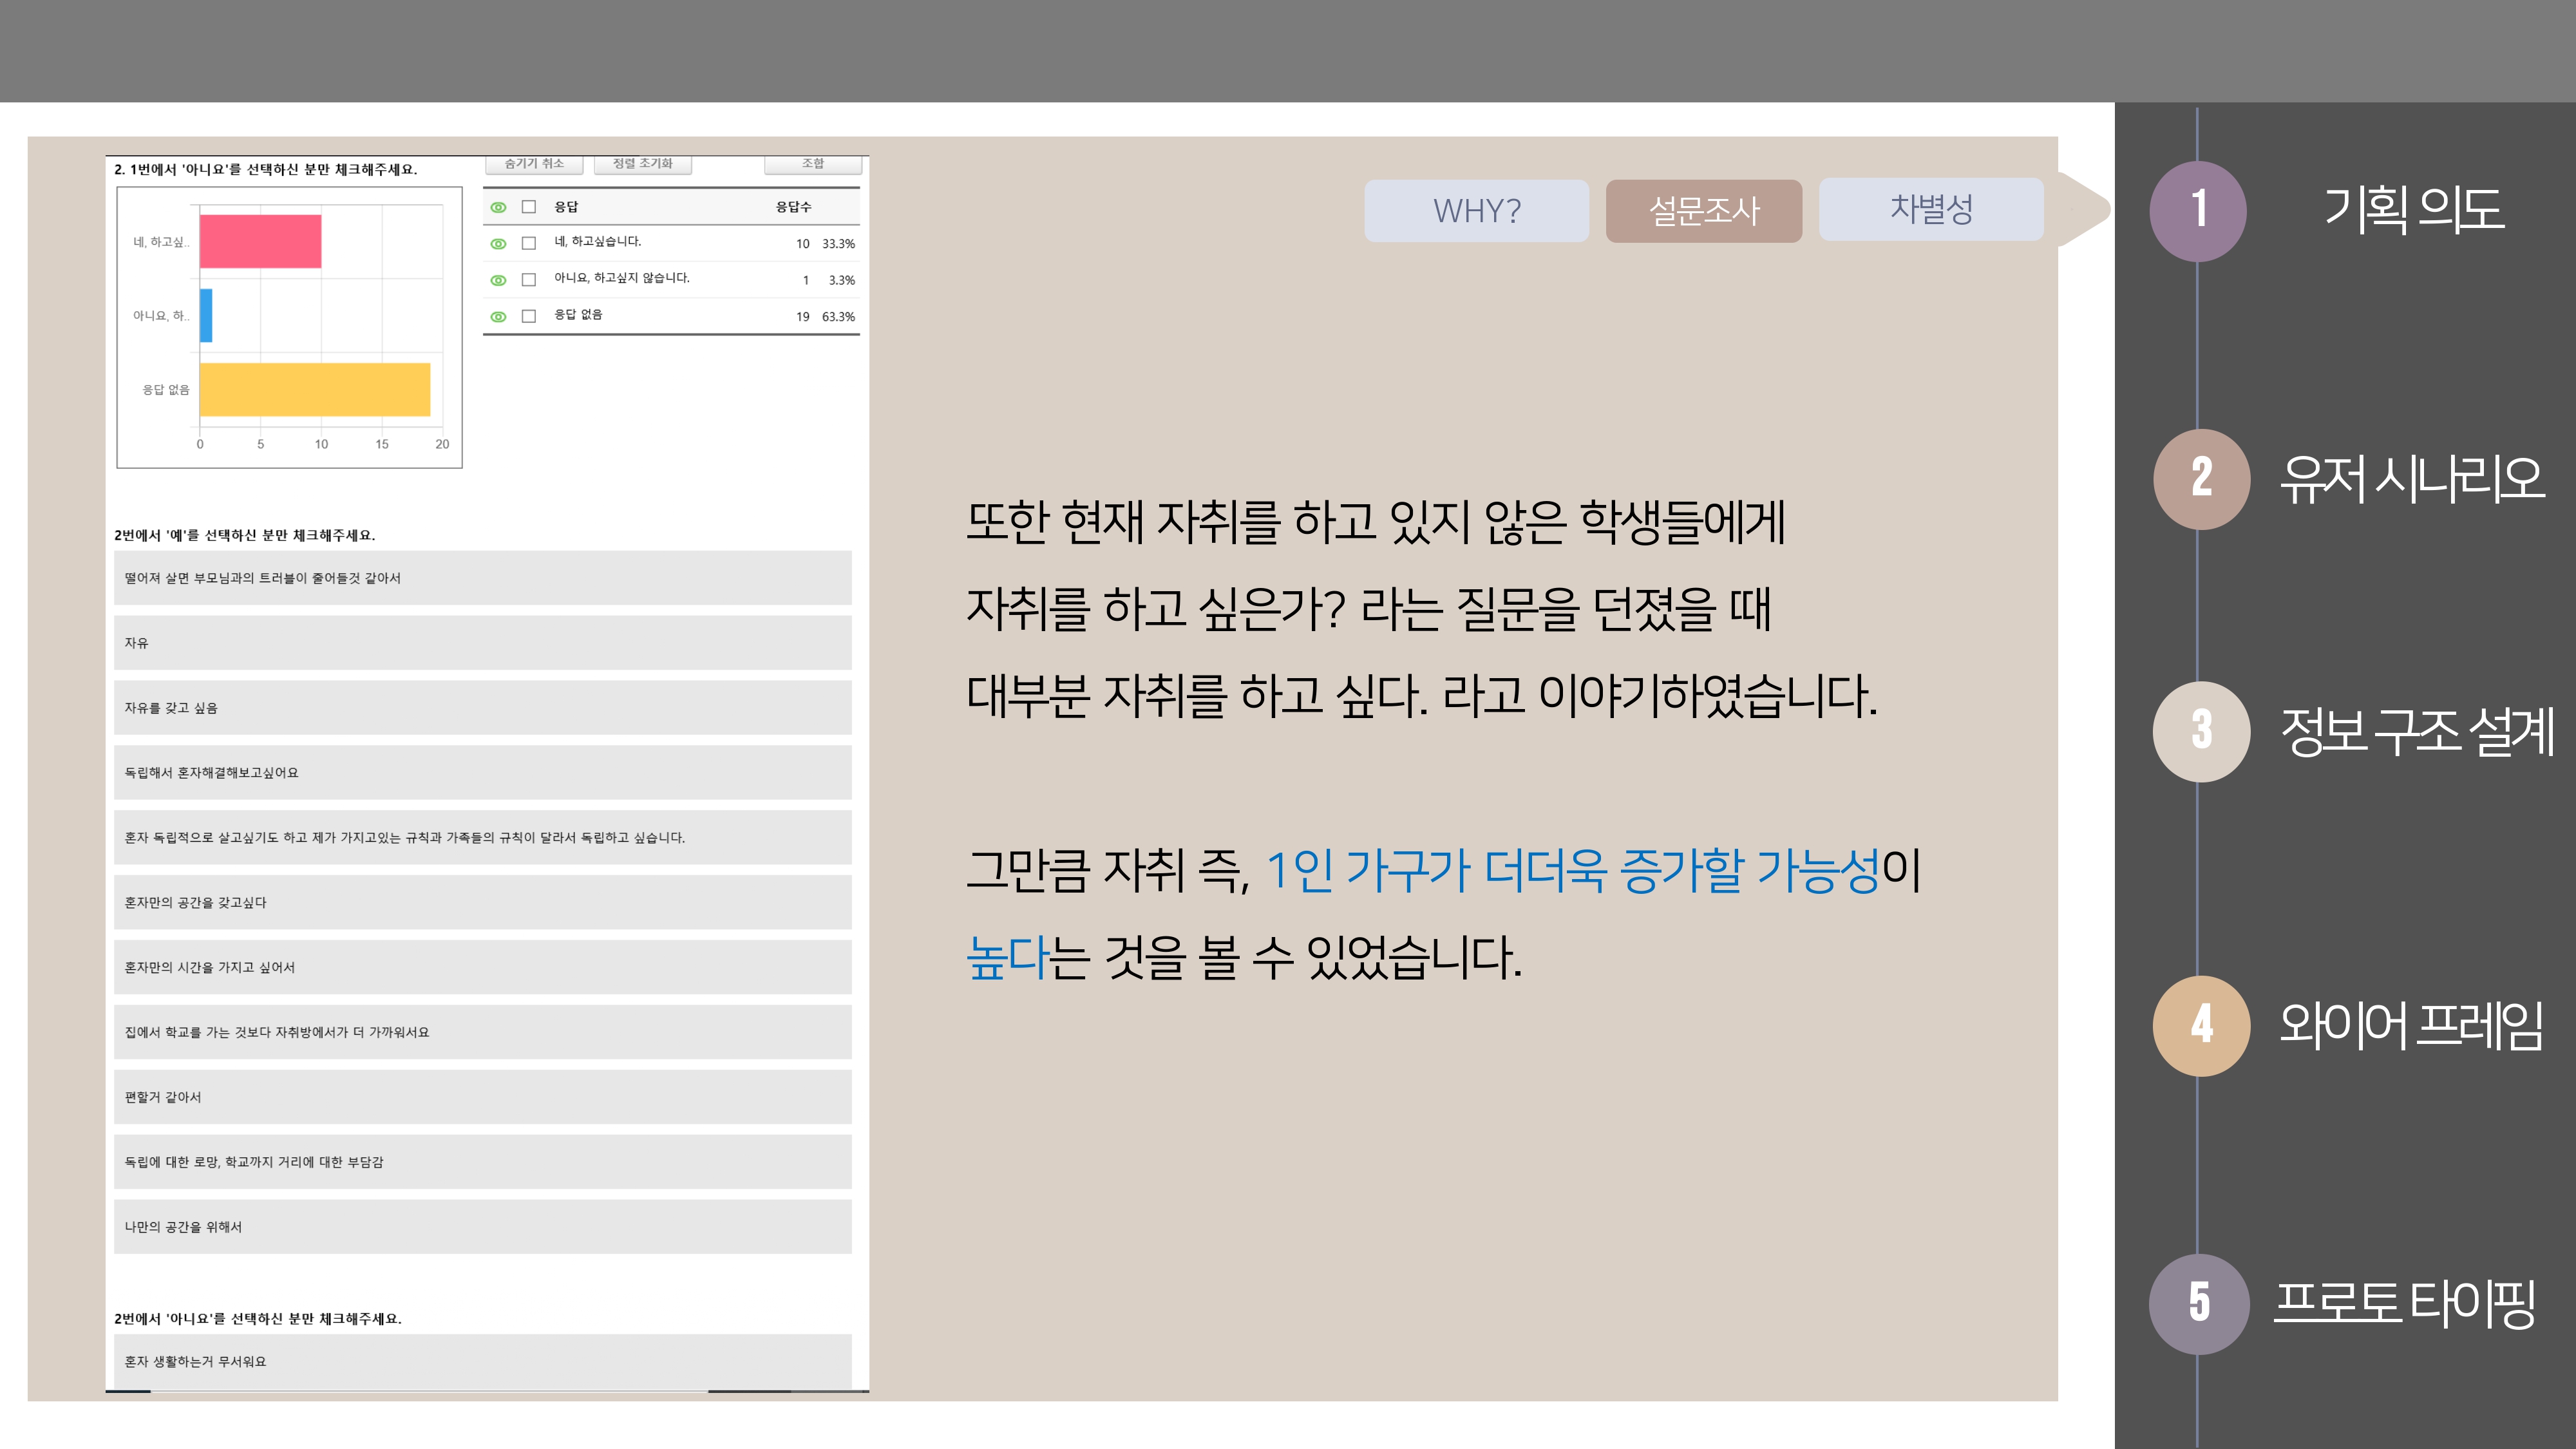 2. 1번에서 '아니요'를 선택하신 분만 체크해주세요.
숨기기 취소 정렬 초기화 조합
네, 하고싶..
아니요, 하..
응답 없음
0 5 10 15 20
응답 응답수
네, 하고싶습니다. 10 33.3%
아니요, 하고싶지 않습니다. 1 3.3%
응답 없음 19 63.3%
2번에서 '예'를 선택하신 분만 체크해주세요.
떨어져 살면 부모님과의 트러블이 줄어들것 같아서
자유
자유를 갖고 싶음
독립해서 혼자해결해보고싶어요
혼자 독립적으로 살고싶기도 하고 제가 가지고있는 규칙과 가족들의 규칙이 달라서 독립하고 싶습니다.
혼자만의 공간을 갖고싶다
혼자만의 시간을 가지고 싶어서
집에서 학교를 가는 것보다 자취방에서가 더 가까워서요
편할거 같아서
독립에 대한 로망, 학교까지 거리에 대한 부담감
나만의 공간을 위해서
2번에서 '아니요'를 선택하신 분만 체크해주세요.
혼자 생활하는거 무서워요
WHY? 설문조사 차별성
또한 현재 자취를 하고 있지 않은 학생들에게
자취를 하고 싶은가? 라는 질문을 던졌을 때
대부분 자취를 하고 싶다. 라고 이야기하였습니다.
그만큼 자취 즉, 1인 가구가 더더욱 증가할 가능성이
높다는 것을 볼 수 있었습니다.
1 기획 의도
2 유저 시나리오
3 정보 구조 설계
4 와이어 프레임
5 프로토 타이핑